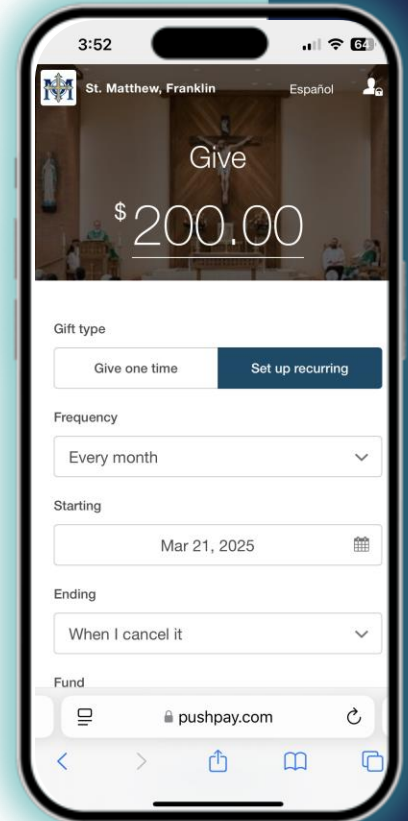 3:52
64
St. Matthew, Franklin
Español
Give
$200.00
Gift type
Give one time
Set up recurring
Frequency
Every month
Starting
Mar 21, 2025
Ending
When I cancel it
Fund
pushpay.com